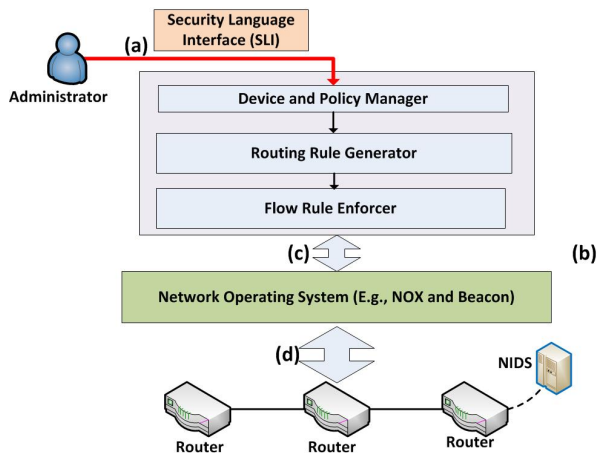 Security Language
Interface (SLI)
(a)
Administrator
Device and Policy Manager
Routing Rule Generator
Flow Rule Enforcer
(c)
(b)
Network Operating System (E.g., NOX and Beacon)
(d)
NIDS
Router
Router
Router